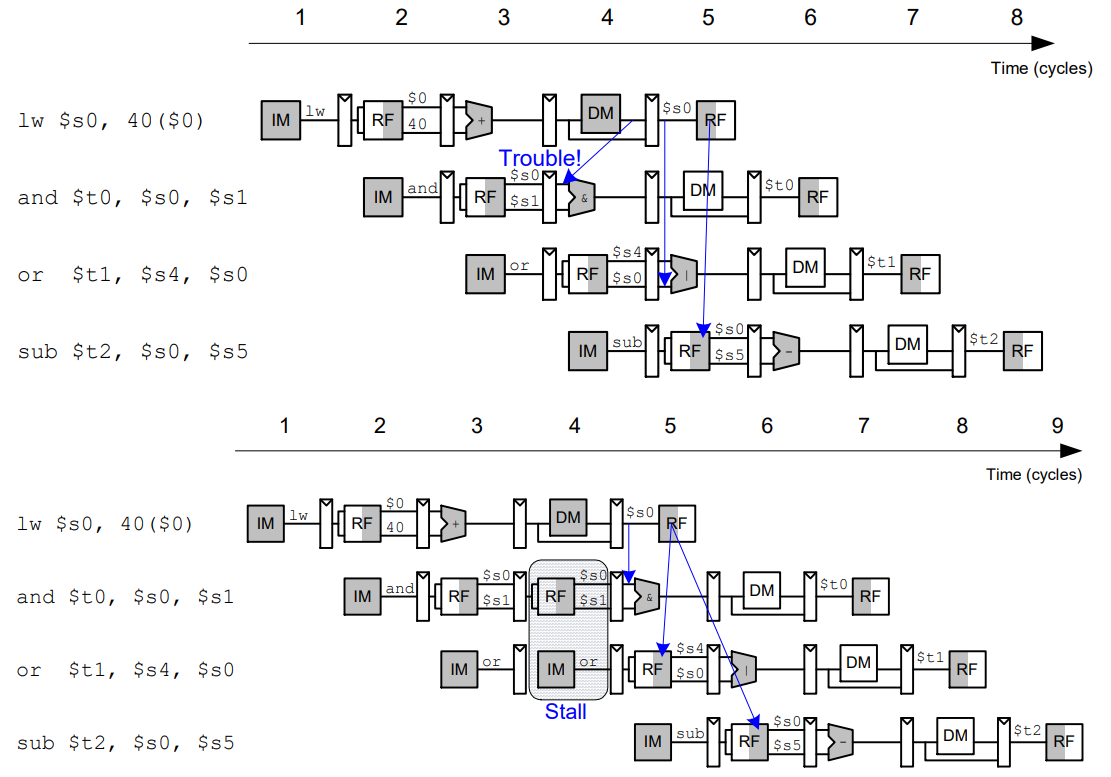 1 2 3 4 5 6 7 8
Time (cycles)
lw $s0, 40($0) IM lw RF $0 40 + DM $s0 RF
Trouble!
and $t0, $s0, $s1 IM and RF $s0 $s1 & DM $t0 RF
or $t1, $s4, $s0 IM or RF $s4 $s0 | DM $t1 RF
sub $t2, $s0, $s5 IM sub RF $s0 $s5 - DM $t2 RF
1 2 3 4 5 6 7 8 9
Time (cycles)
lw $s0, 40($0) IM lw RF $0 40 + DM $s0 RF
and $t0, $s0, $s1 IM and RF $s0 $s1 RF $s0 $s1 & DM $t0 RF
or $t1, $s4, $s0 IM or IM or RF $s4 $s0 | DM $t1 RF
Stall
sub $t2, $s0, $s5 IM sub RF $s0 $s5 - DM $t2 RF